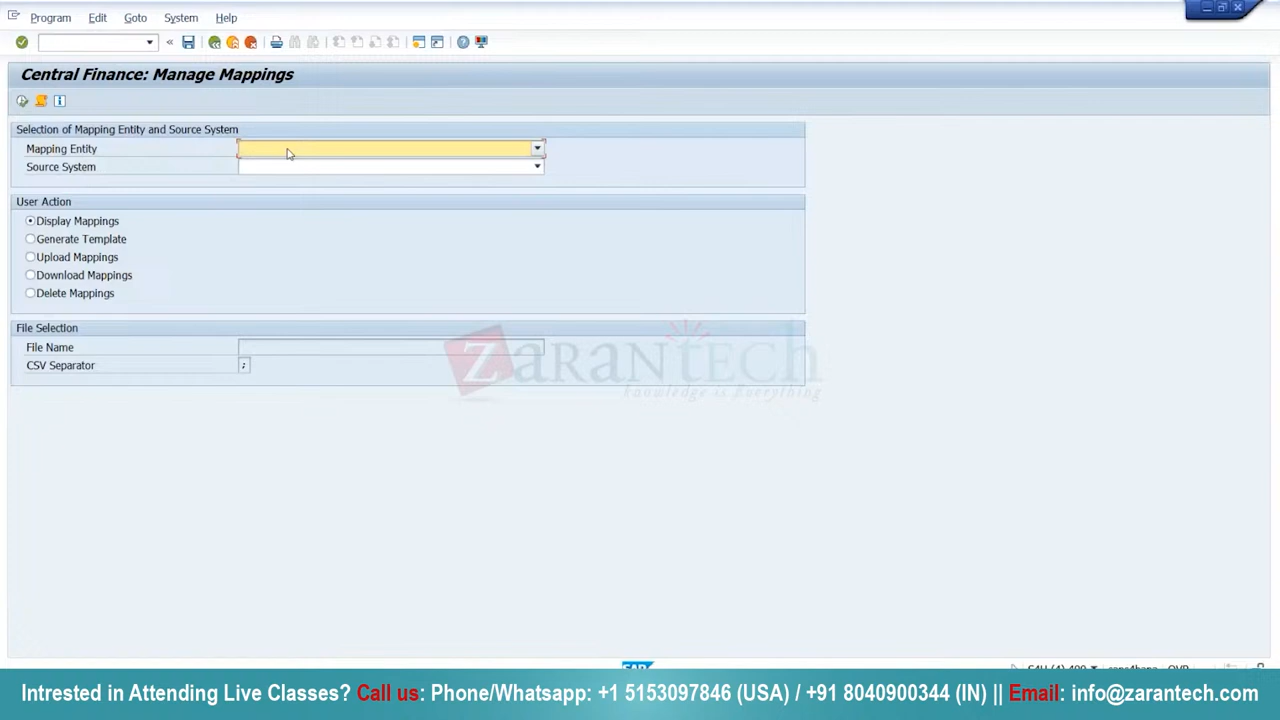 Program Edit Goto System Help
Central Finance: Manage Mappings
Selection of Mapping Entity and Source System
Mapping Entity
Source System
User Action
Display Mappings
Generate Template
Upload Mappings
Download Mappings
Delete Mappings
File Selection
File Name
CSV Separator ;
ZaranTech
knowledge is Everything
SAP
Intrested in Attending Live Classes? Call us: Phone/Whatsapp: +1 5153097846 (USA) / +91 8040900344 (IN) || Email: info@zarantech.com